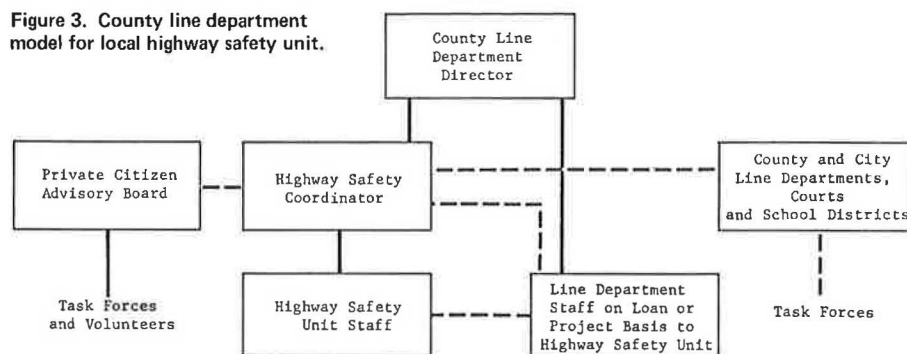 Figure 3. County line department
model for local highway safety unit.
County Line
Department
Director
Private Citizen
Advisory Board
Highway Safety
Coordinator
County and City
Line Departments,
Courts
and School Districts
Task Forces
and Volunteers
Highway Safety
Unit Staff
Line Department
Staff on Loan or
Project Basis to
Highway Safety Unit
Task Forces